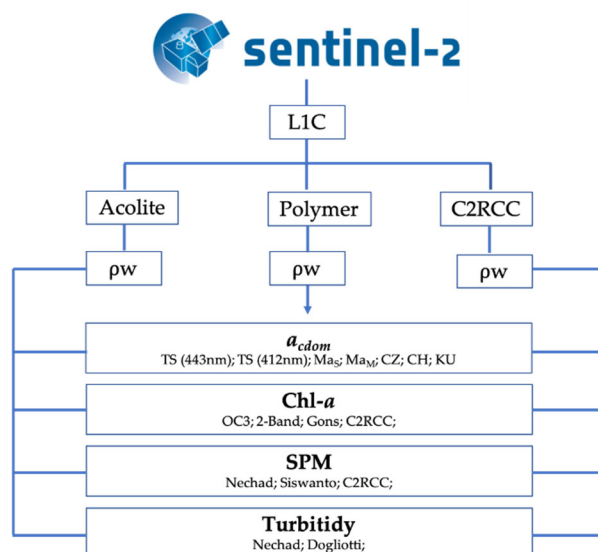 sentinel-2
L1C
Acolite Polymer C2RCC
ρw ρw ρw
a_cdom
TS (443nm); TS (412nm); Ma_S; Ma_M; CZ; CH; KU
Chl-a
OC3; 2-Band; Gons; C2RCC;
SPM
Nechad; Siswanto; C2RCC;
Turbitidy
Nechad; Dogliotti;